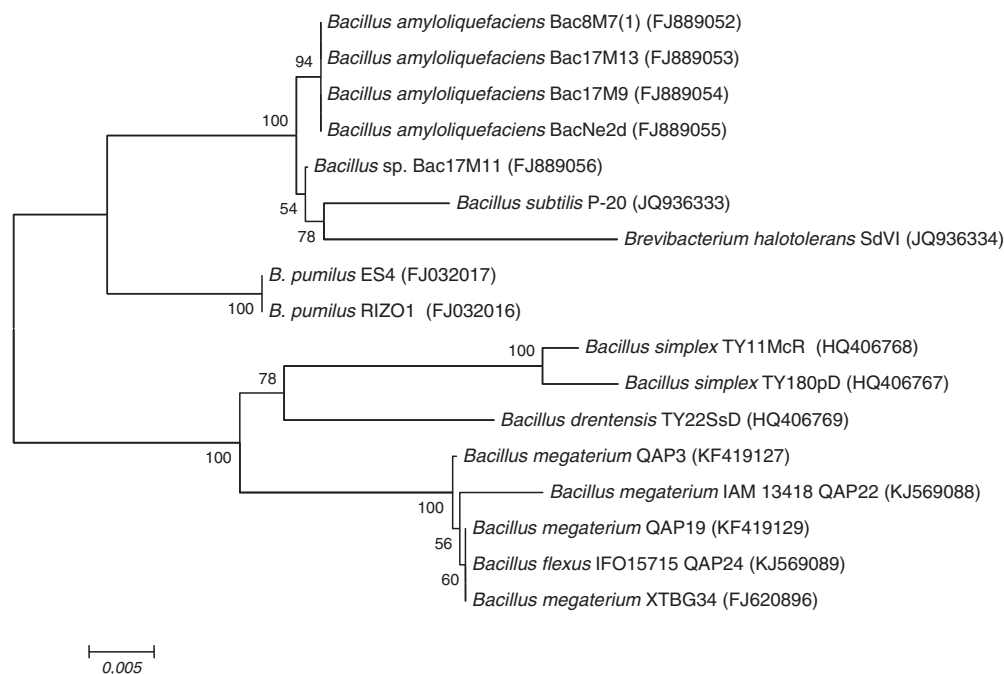 Bacillus amyloliquefaciens Bac8M7(1) (FJ889052)
94
Bacillus amyloliquefaciens Bac17M13 (FJ889053)
Bacillus amyloliquefaciens Bac17M9 (FJ889054)
100
Bacillus amyloliquefaciens BacNe2d (FJ889055)
Bacillus sp. Bac17M11 (FJ889056)
54
Bacillus subtilis P-20 (JQ936333)
78
Brevibacterium halotolerans SdVI (JQ936334)
B. pumilus ES4 (FJ032017)
100
B. pumilus RIZO1 (FJ032016)
100
Bacillus simplex TY11McR (HQ406768)
78
Bacillus simplex TY180pD (HQ406767)
Bacillus drentensis TY22SsD (HQ406769)
100
Bacillus megaterium QAP3 (KF419127)
Bacillus megaterium IAM 13418 QAP22 (KJ569088)
100
Bacillus megaterium QAP19 (KF419129)
56
Bacillus flexus IFO15715 QAP24 (KJ569089)
60
Bacillus megaterium XTBG34 (FJ620896)
0,005